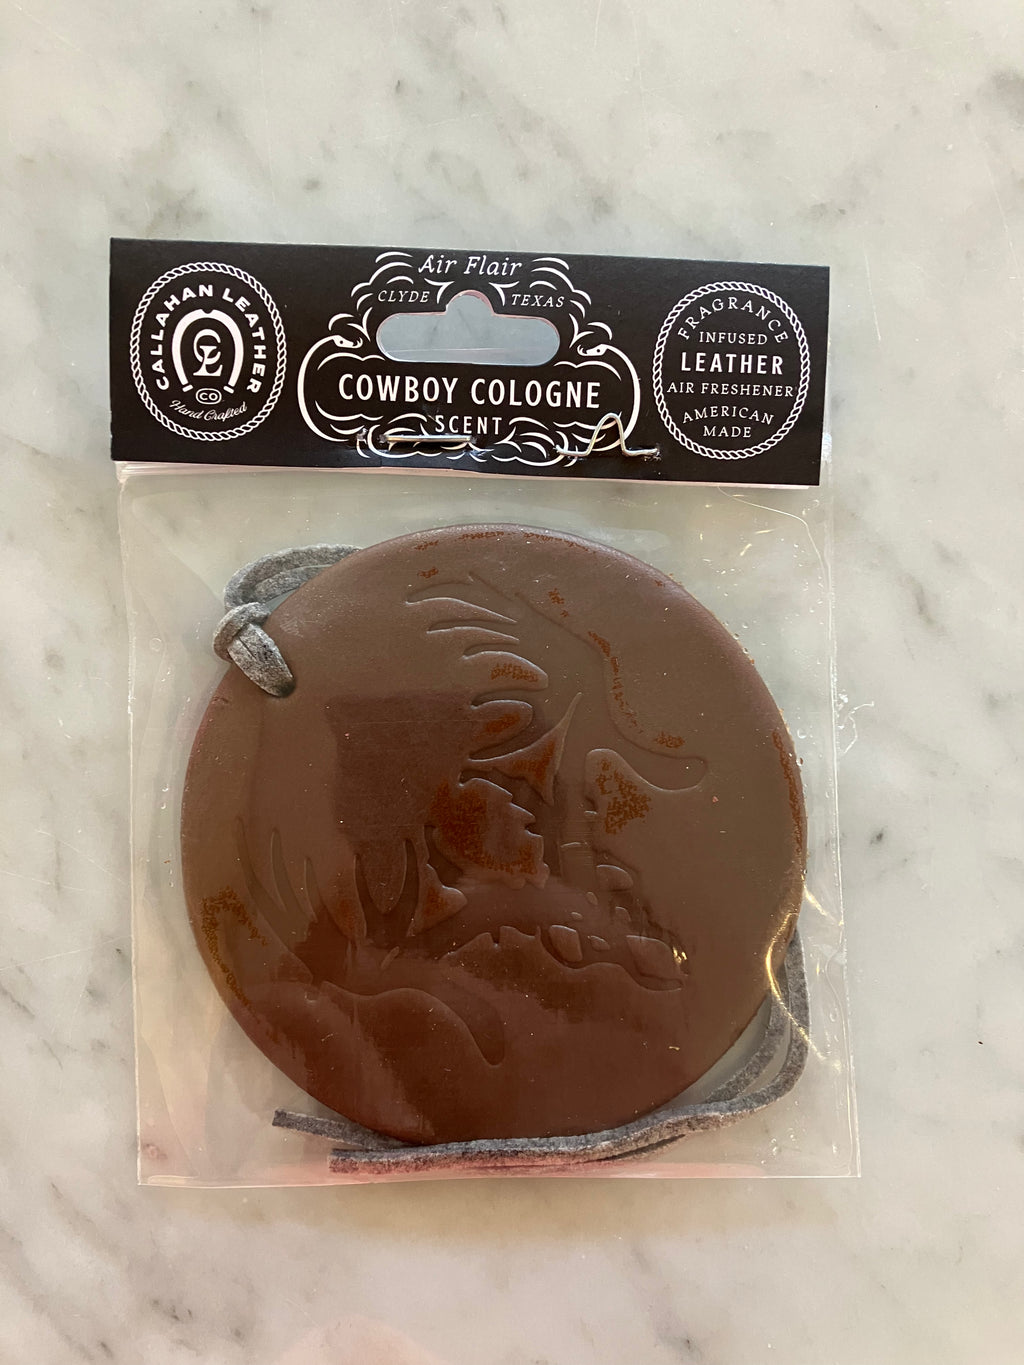 CALLAHAN LEATHER
CL
CO
Hand Crafted
Air Flair
CLYDE TEXAS
COWBOY COLOGNE
SCENT
FRAGRANCE
INFUSED
LEATHER
AIR FRESHENER
AMERICAN
MADE